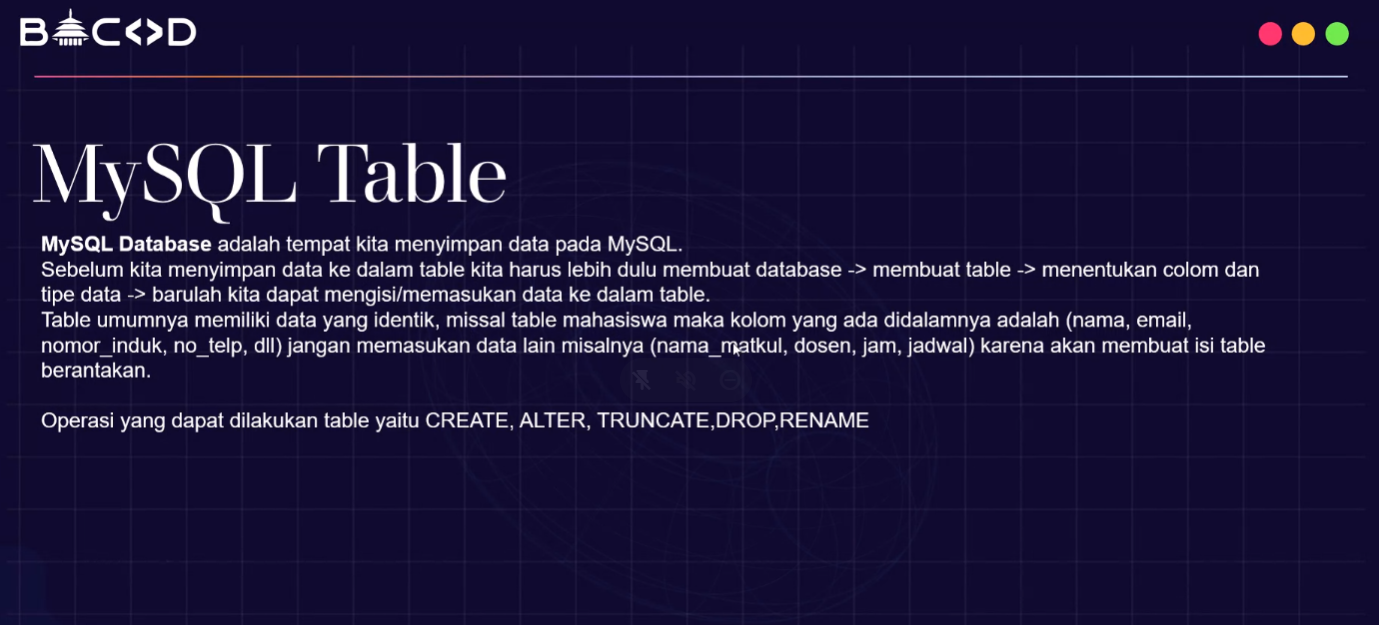 BACOD
MySQL Table
MySQL Database adalah tempat kita menyimpan data pada MySQL.
Sebelum kita menyimpan data ke dalam table kita harus lebih dulu membuat database -> membuat table -> menentukan colom dan
tipe data -> barulah kita dapat mengisi/memasukan data ke dalam table.
Table umumnya memiliki data yang identik, missal table mahasiswa maka kolom yang ada didalamnya adalah (nama, email,
nomor_induk, no_telp, dll) jangan memasukan data lain misalnya (nama_matkul, dosen, jam, jadwal) karena akan membuat isi table
berantakan.
Operasi yang dapat dilakukan table yaitu CREATE, ALTER, TRUNCATE,DROP,RENAME